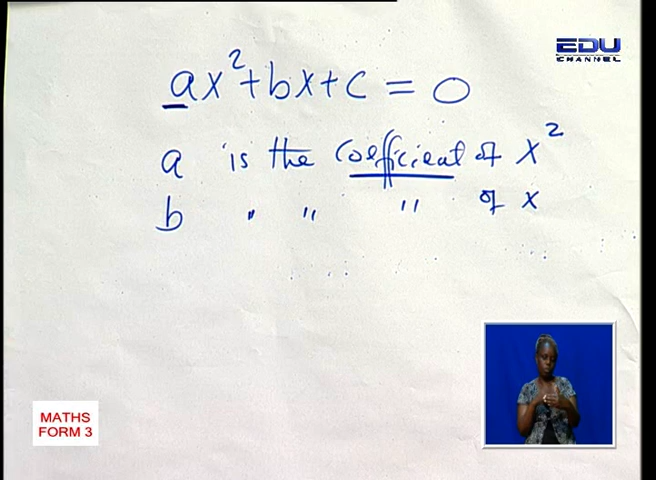 EDU
CHANNEL
ax²+bx+c = 0
a is the coefficient of x²
b " " " of x
MATHS
FORM 3